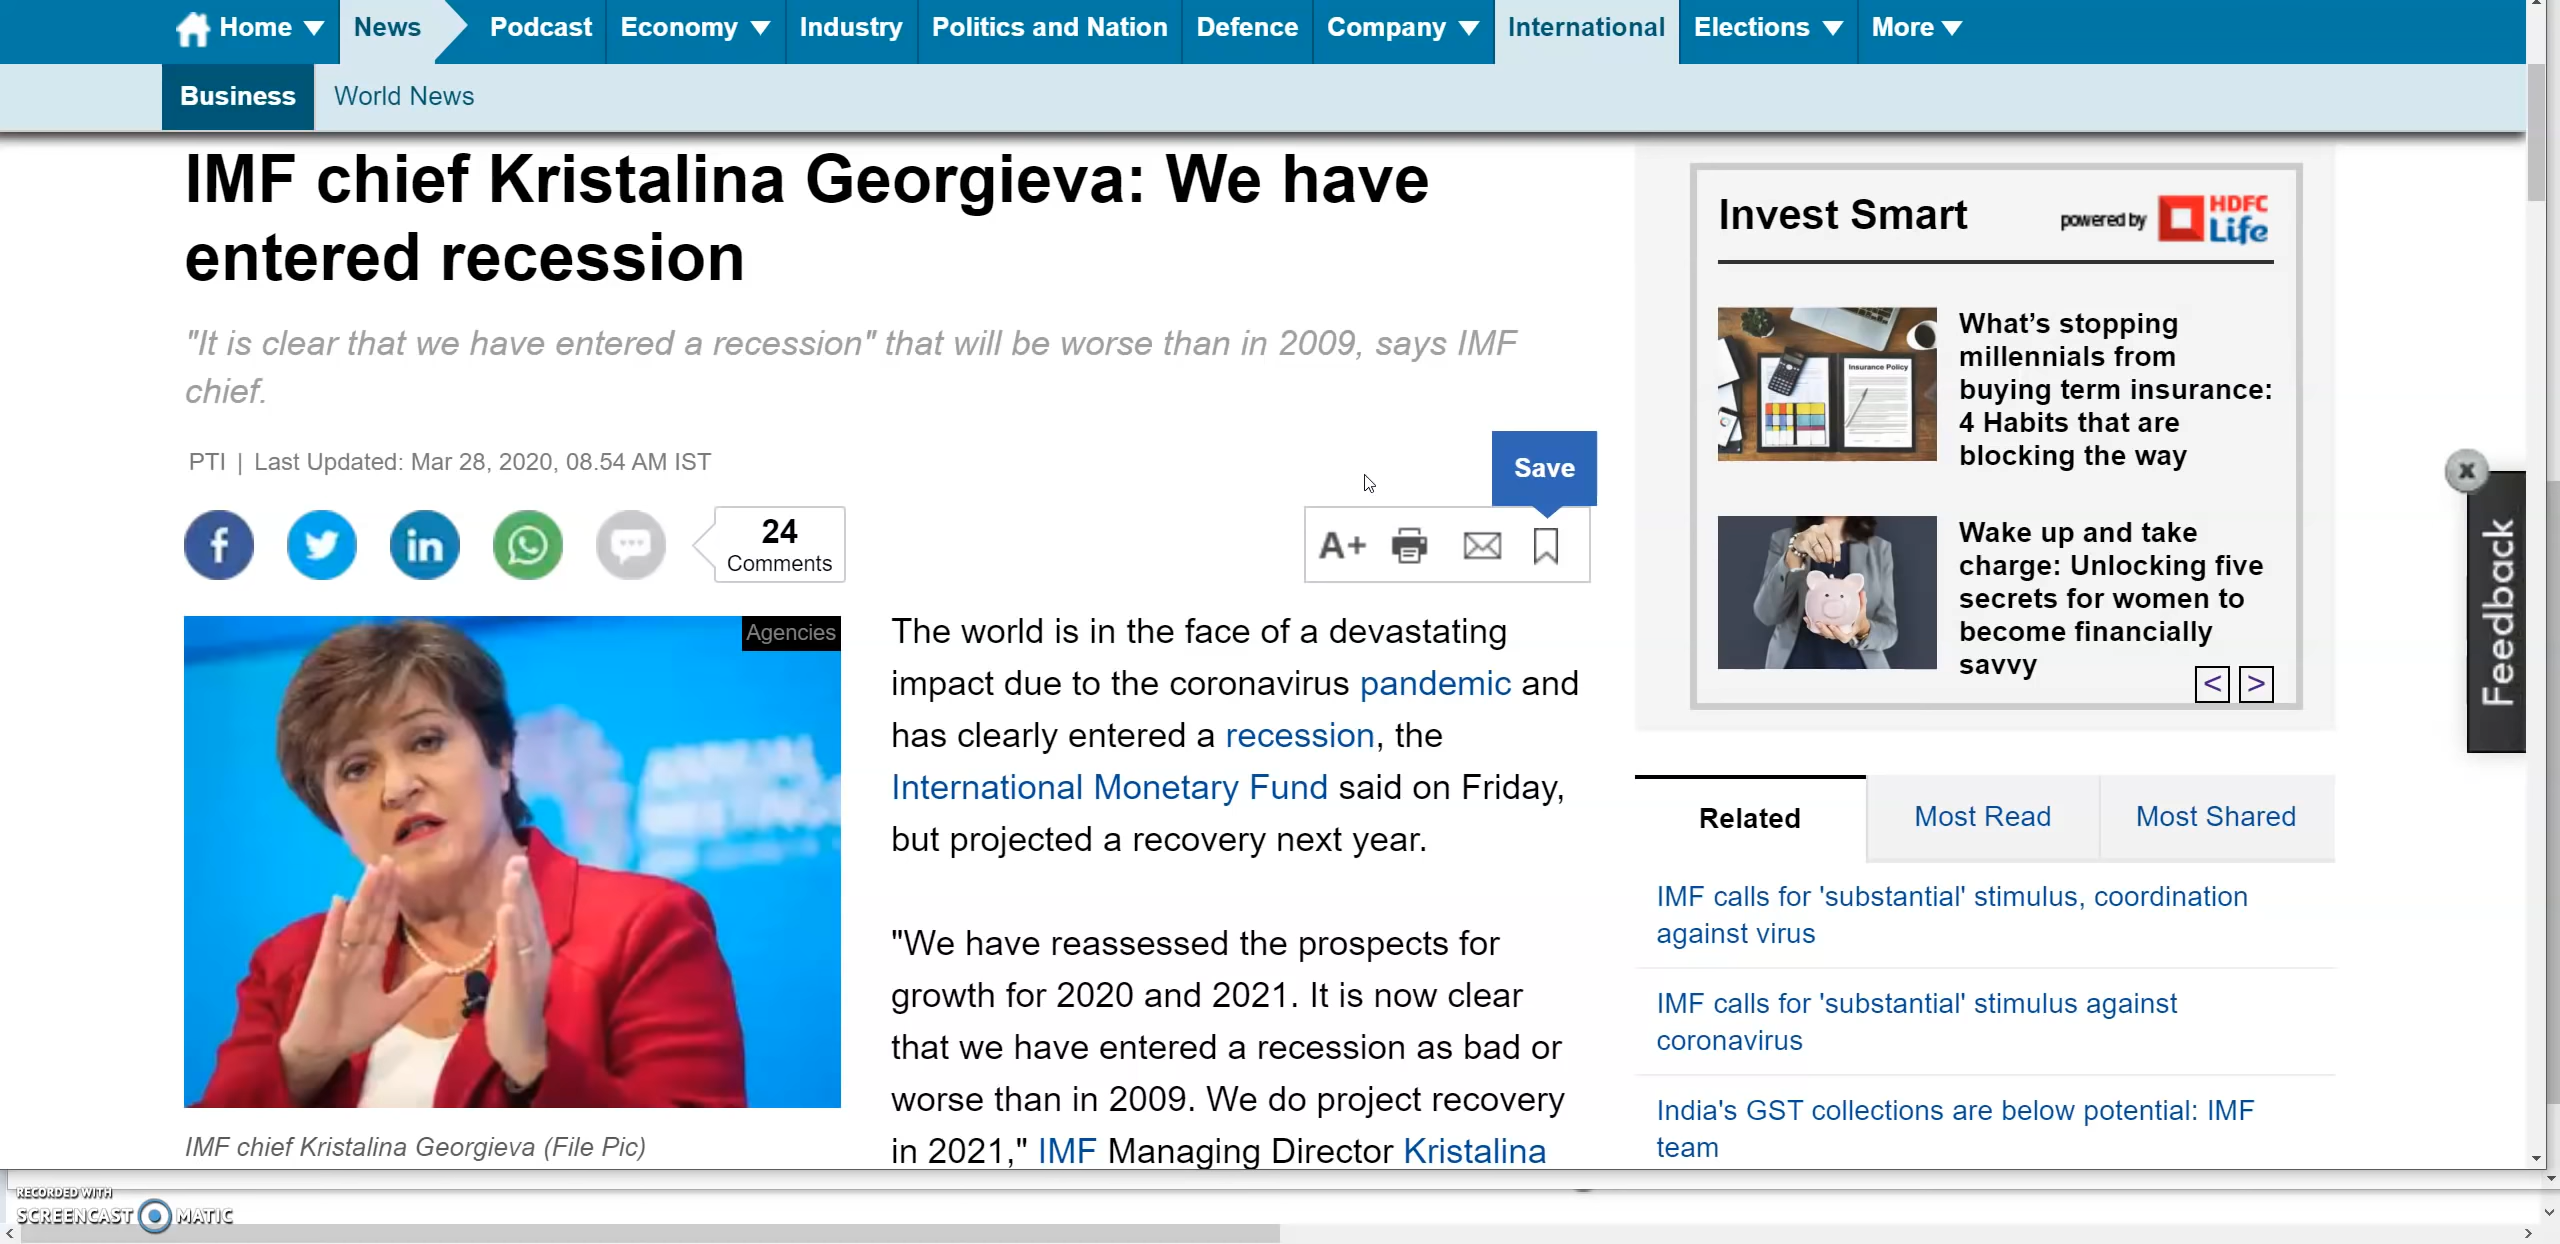 Home
News
Podcast
Economy
Industry
Politics and Nation
Defence
Company
International
Elections
More
Business
World News
IMF chief Kristalina Georgieva: We have
entered recession
"It is clear that we have entered a recession" that will be worse than in 2009, says IMF
chief.
PTI | Last Updated: Mar 28, 2020, 08.54 AM IST
Save
24
Comments
A+
Agencies
IMF chief Kristalina Georgieva (File Pic)
The world is in the face of a devastating
impact due to the coronavirus pandemic and
has clearly entered a recession, the
International Monetary Fund said on Friday,
but projected a recovery next year.
"We have reassessed the prospects for
growth for 2020 and 2021. It is now clear
that we have entered a recession as bad or
worse than in 2009. We do project recovery
in 2021," IMF Managing Director Kristalina
Invest Smart
powered by
HDFC
Life
Insurance Policy
What’s stopping
millennials from
buying term insurance:
4 Habits that are
blocking the way
Wake up and take
charge: Unlocking five
secrets for women to
become financially
savvy
< >
x
Feedback
Related
Most Read
Most Shared
IMF calls for 'substantial' stimulus, coordination
against virus
IMF calls for 'substantial' stimulus against
coronavirus
India's GST collections are below potential: IMF
team
RECORDED WITH
SCREENCAST MATIC